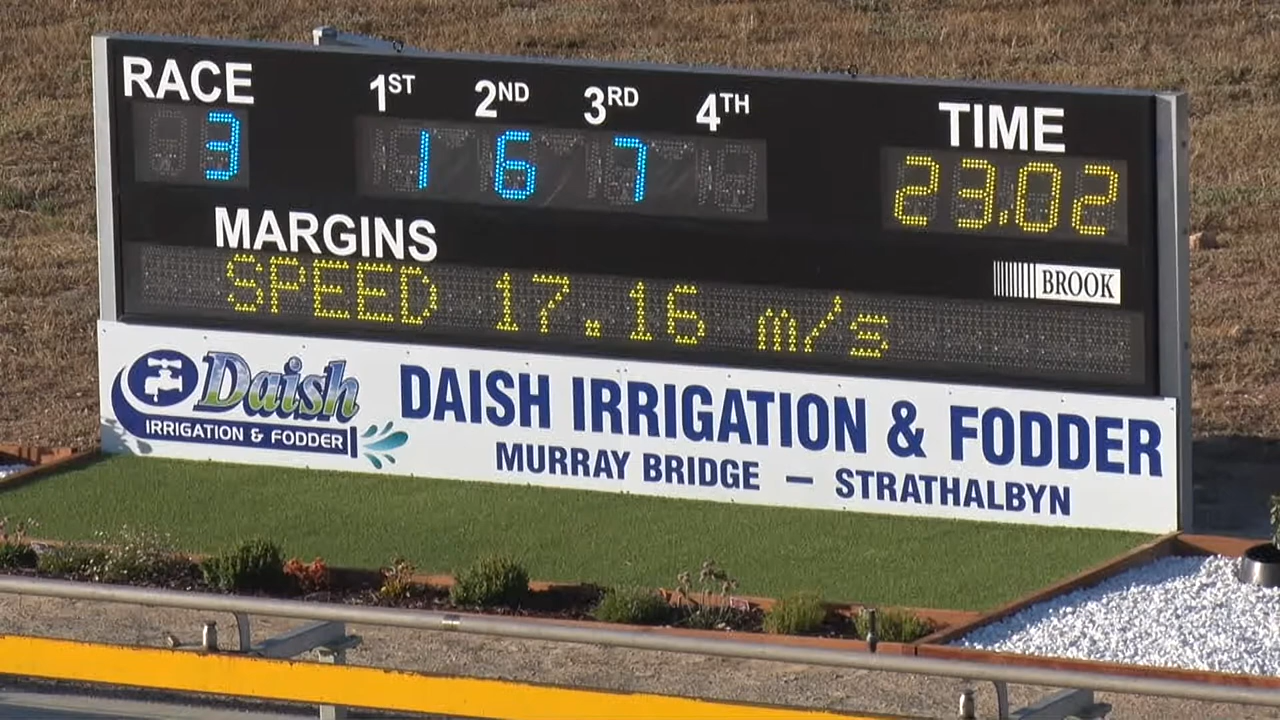 RACE 1ST 2ND 3RD 4TH TIME
3 1 6 7 23.02
MARGINS
BROOK
SPEED 17.16 m/s
Daish
IRRIGATION & FODDER
DAISH IRRIGATION & FODDER
MURRAY BRIDGE — STRATHALBYN